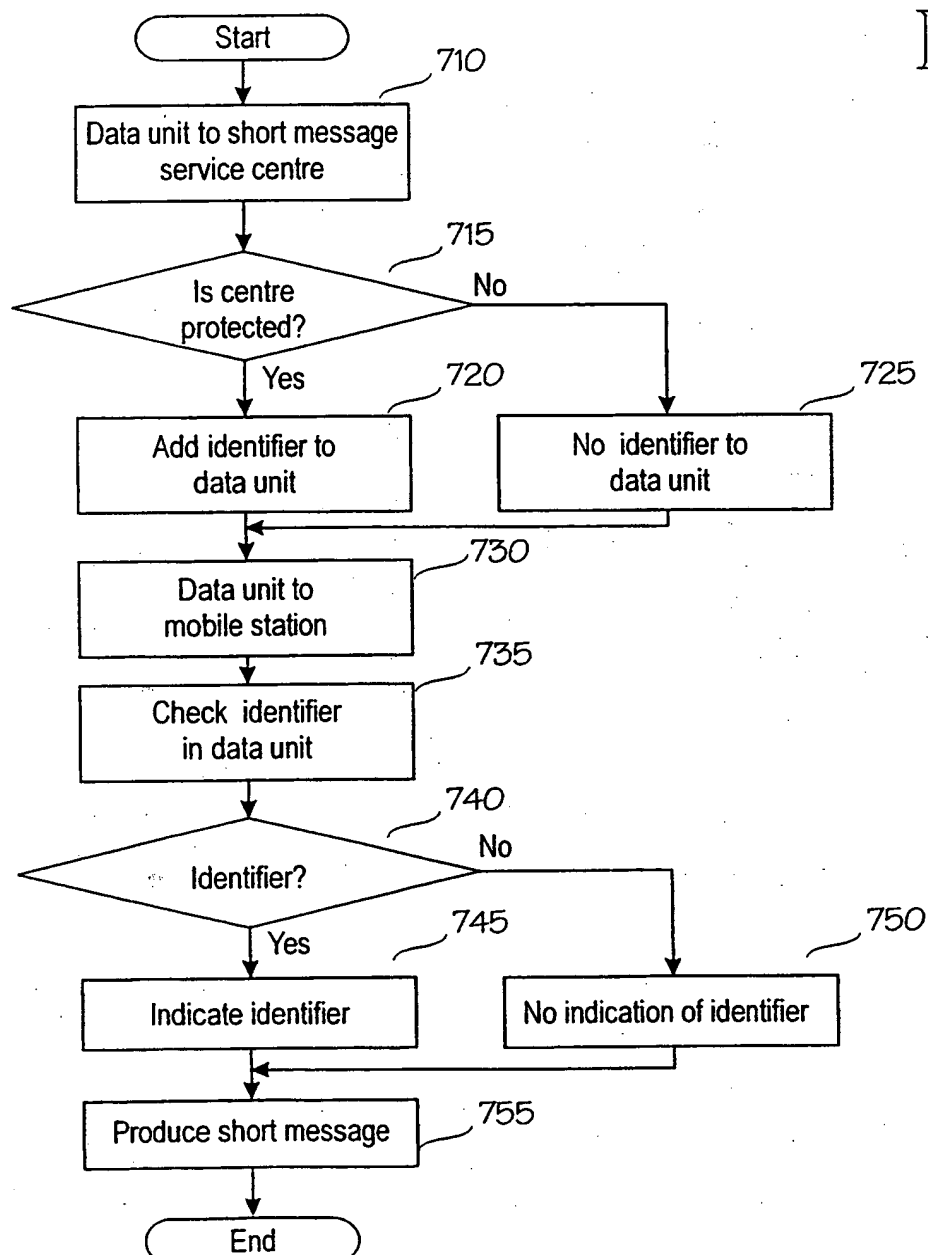 Start
710
Data unit to short message
service centre
715
Is centre
protected?
No
Yes
720
725
Add identifier to
data unit
No identifier to
data unit
730
Data unit to
mobile station
735
Check identifier
in data unit
740
Identifier?
No
Yes
745
750
Indicate identifier
No indication of identifier
Produce short message
755
End